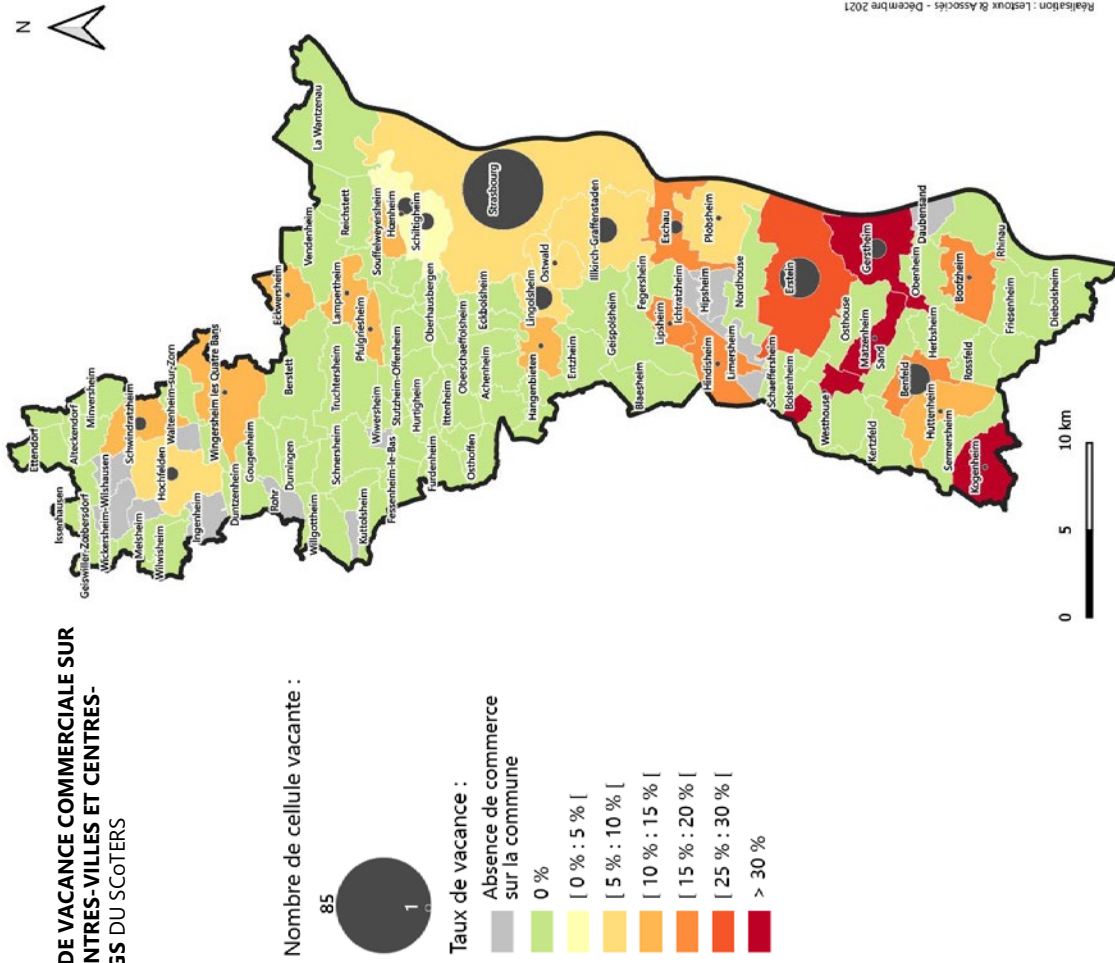 DE VACANCE COMMERCIALE SUR
NTRES-VILLES ET CENTRES-
GS DU SCoTERS
Nombre de cellule vacante :
85
1
Taux de vacance :
Absence de commerce
sur la commune
0 %
[ 0 % : 5 % [
[ 5 % : 10 % [
[ 10 % : 15 % [
[ 15 % : 20 % [
[ 25 % : 30 % [
> 30 %
N
Ettendorf
Issenhausen
Alteckendorf
Minversheim
Geiswiller-Zœbersdorf
Wickersheim-Wilshausen
Schwindratzheim
Melsheim
Hochfelden
Waltenheim-sur-Zorn
Wilwisheim
Ingenheim
Wingersheim les Quatre Bans
Duntzenheim
Gougenheim
Eckwersheim
La Wantzenau
Rohr
Berstett
Vendenheim
Durningen
Lampertheim
Reichstett
Willgottheim
Schnersheim
Truchtersheim
Pfulgriesheim
Souffelweyersheim
Hœnheim
Kuttolsheim
Wiwersheim
Schiltigheim
Fessenheim-le-Bas
Stutzheim-Offenheim
Hurtigheim
Oberhausbergen
Furdenheim
Ittenheim
Oberschaeffolsheim
Osthoffen
Achenheim
Eckbolsheim
Strasbourg
Hangenbieten
Lingolsheim
Ostwald
Entzheim
Illkirch-Graffenstaden
Geispolsheim
Blaesheim
Fegersheim
Lipsheim
Eschau
Ichtratzheim
Hipsheim
Plobsheim
Hindisheim
Limersheim
Nordhouse
Schaeffersheim
Erstein
Bolsenheim
Osthouse
Westhouse
Matzenheim
Gerstheim
Sand
Obenheim
Daubensand
Kertzfeld
Benfeld
Herbsheim
Boofzheim
Huttenheim
Rossfeld
Rhinau
Sermersheim
Friesenheim
Kogenheim
Diebolsheim
0
5
10 km
Réalisation : Lestoux & Associés - Décembre 2021